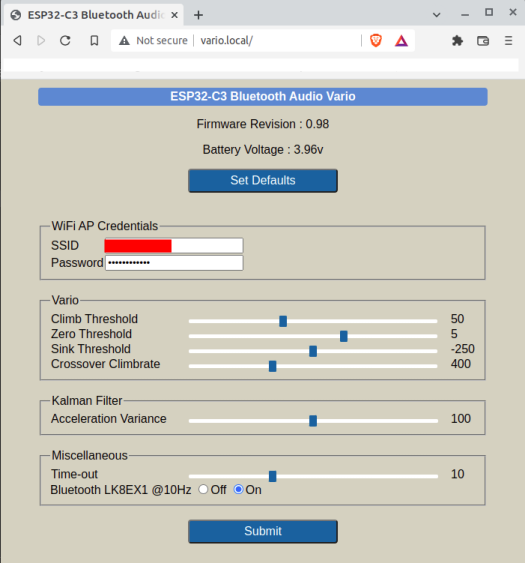 ESP32-C3 Bluetooth Audio
Not secure | vario.local/
ESP32-C3 Bluetooth Audio Vario
Firmware Revision : 0.98
Battery Voltage : 3.96v
Set Defaults
WiFi AP Credentials
SSID
Password ••••••••••••
Vario
Climb Threshold 50
Zero Threshold 5
Sink Threshold -250
Crossover Climbrate 400
Kalman Filter
Acceleration Variance 100
Miscellaneous
Time-out 10
Bluetooth LK8EX1 @10Hz Off On
Submit